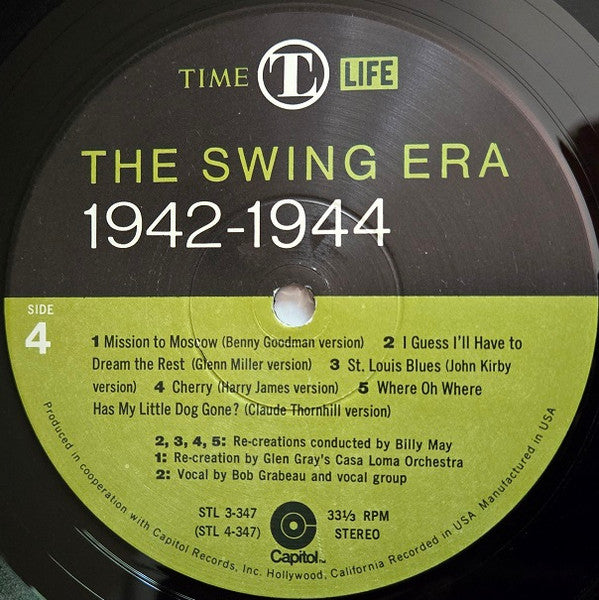 TIME TL LIFE
THE SWING ERA
1942-1944
SIDE
4
1 Mission to Moscow (Benny Goodman version) 2 I Guess I'll Have to
Dream the Rest (Glenn Miller version) 3 St. Louis Blues (John Kirby
version) 4 Cherry (Harry James version) 5 Where Oh Where
Has My Little Dog Gone? (Claude Thornhill version)
2, 3, 4, 5: Re-creations conducted by Billy May
1: Re-creation by Glen Gray's Casa Loma Orchestra
2: Vocal by Bob Grabeau and vocal group
STL 3-347 33⅓ RPM
(STL 4-347) STEREO
Capitol™
Produced in cooperation with Capitol Records, Inc. Hollywood, California Recorded in USA Manufactured in USA